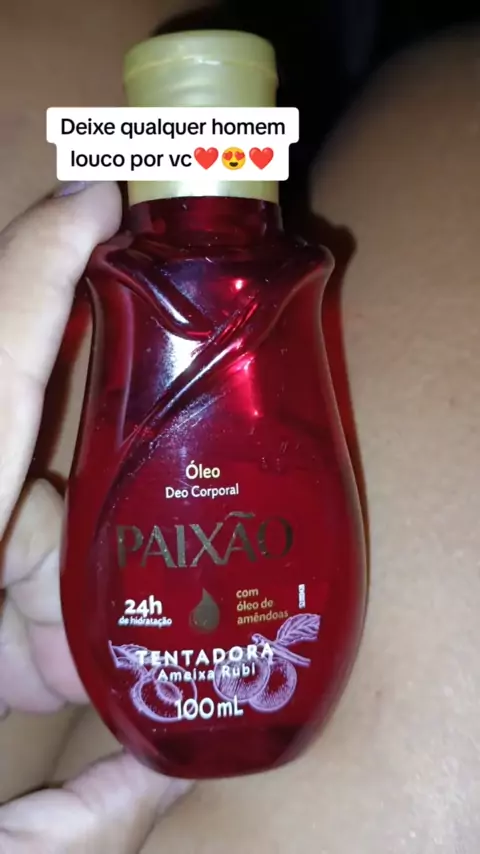 Deixe qualquer homem
louco por vc❤️😍❤️
Óleo
Deo Corporal
PAIXÃO
24h
de hidratação
com
óleo de
amêndoas
TENTADORA
Ameixa Rubi
100mL